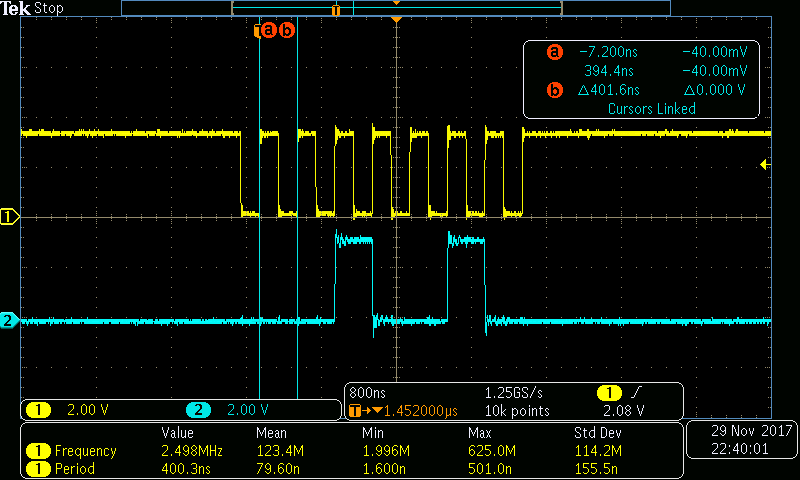 Tek Stop
T a b
a -7.200ns -40.00mV
394.4ns -40.00mV
b △401.6ns △0.000 V
Cursors Linked
1
2
1 2.00 V 2 2.00 V
800ns 1.25GS/s 1
T→▼1.452000µs 10k points 2.08 V
Value Mean Min Max Std Dev
1 Frequency 2.498MHz 123.4M 1.996M 625.0M 114.2M
1 Period 400.3ns 79.60n 1.600n 501.0n 155.5n
29 Nov 2017
22:40:01